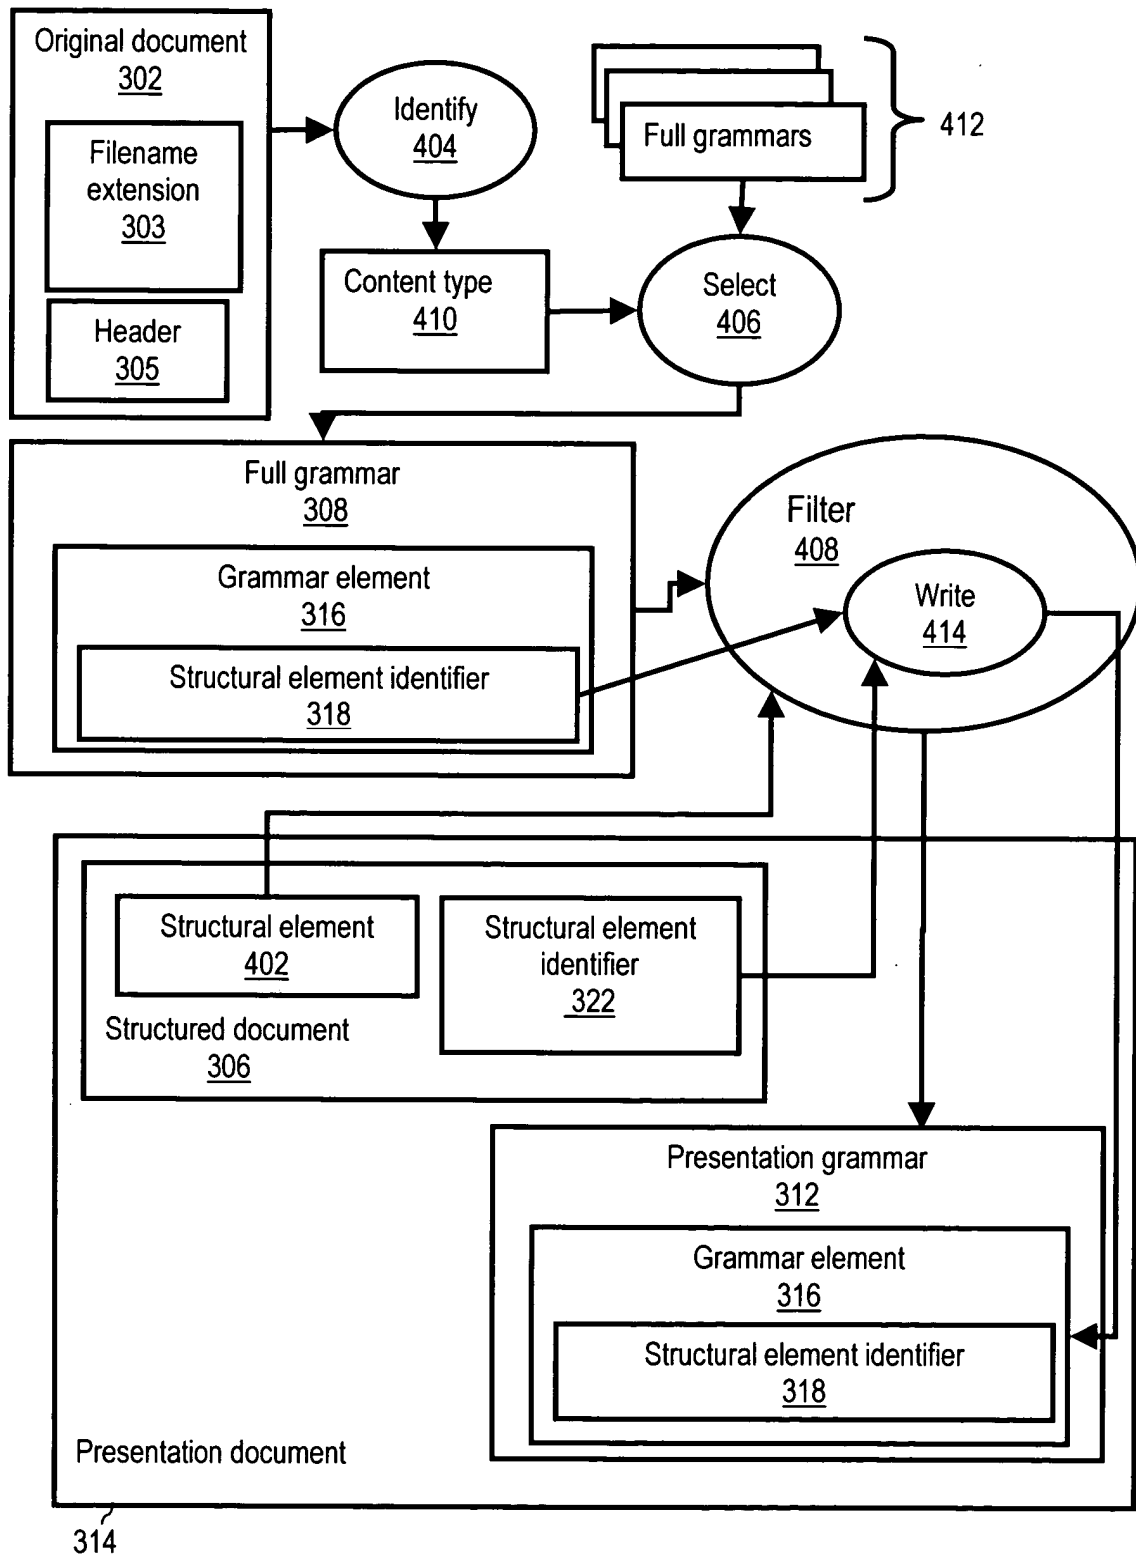 Original document
302
Filename
extension
303
Header
305
Identify
404
Full grammars
412
Content type
410
Select
406
Full grammar
308
Grammar element
316
Structural element identifier
318
Filter
408
Write
414
Structural element
402
Structural element
identifier
322
Structured document
306
Presentation grammar
312
Grammar element
316
Structural element identifier
318
Presentation document
314